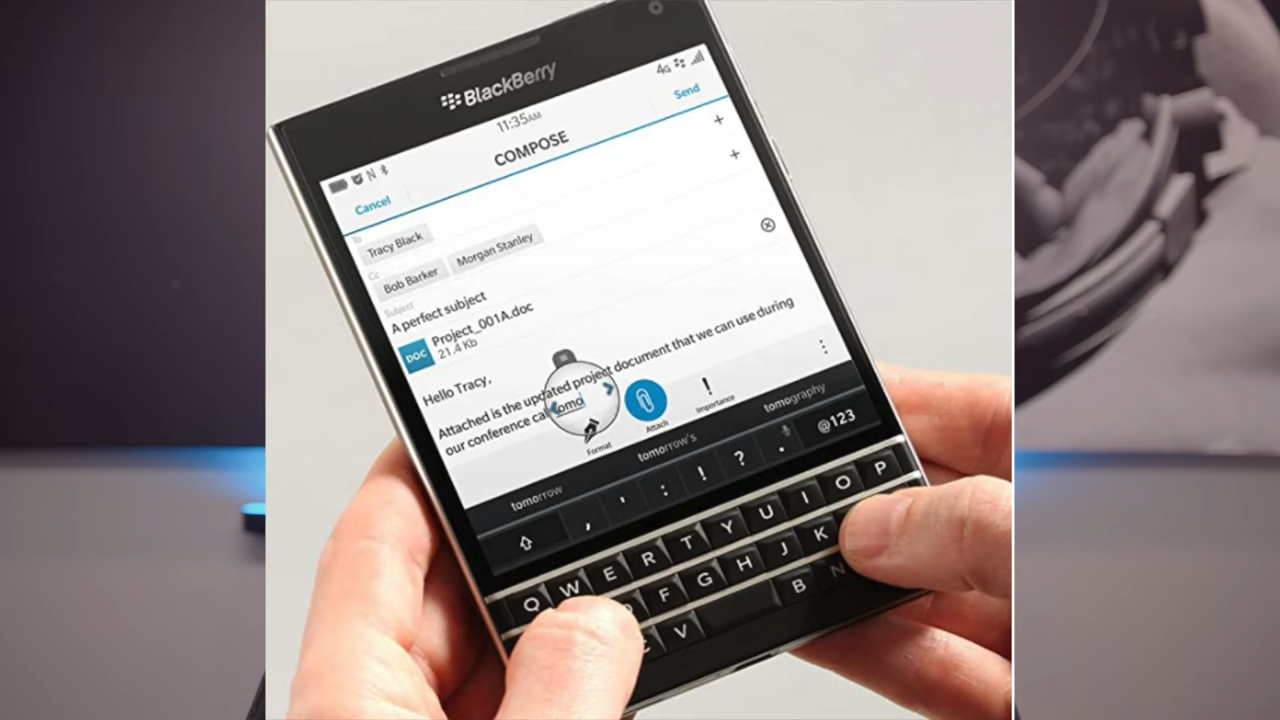 BlackBerry
4G
11:35AM
Cancel
COMPOSE
Send
To
Tracy Black
+
Cc
Bob Barker
Morgan Stanley
+
Subject
A perfect subject
DOC
Project_001A.doc
21.4 Kb
Hello Tracy,
Attached is the updated project document that we can use during
our conference call tomo
Format
Attach
Importance
tomorrow
tomorrow's
tomography
, ' : ! ? . @123
Q W E R T Y U I O P
F G H J K
C V B N